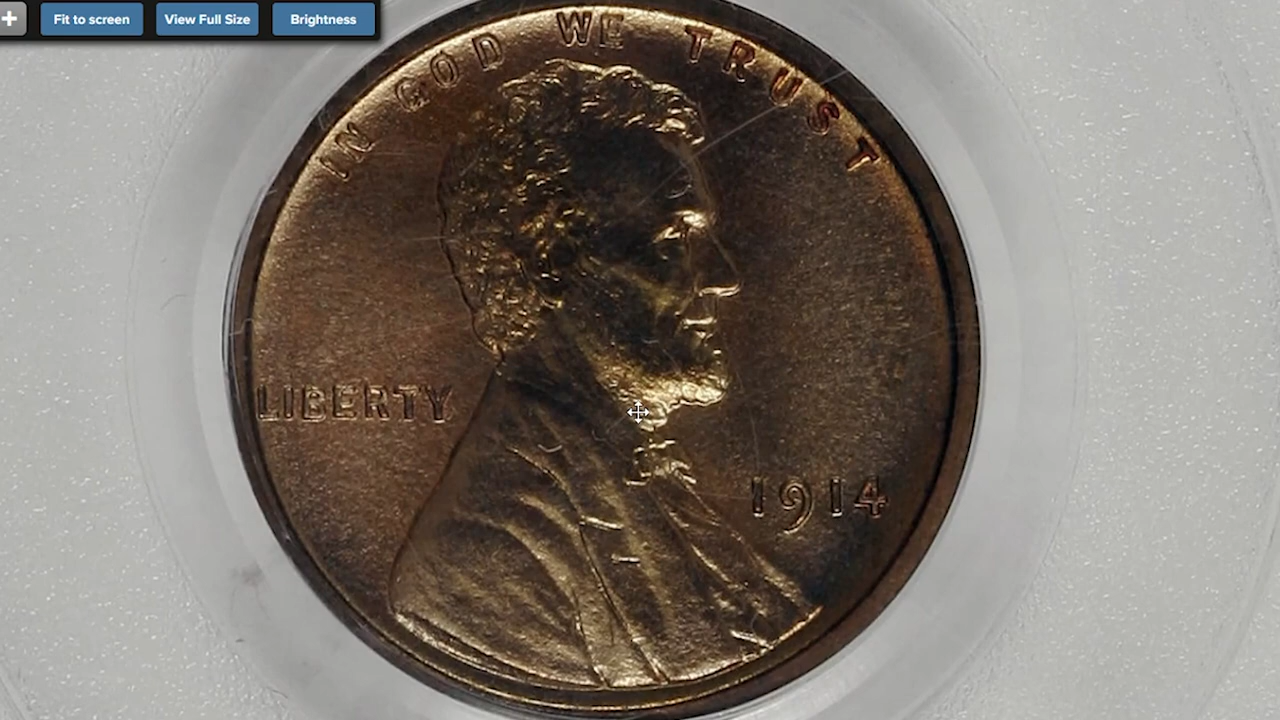 Fit to screen
View Full Size
Brightness
IN GOD WE TRUST
LIBERTY
1914